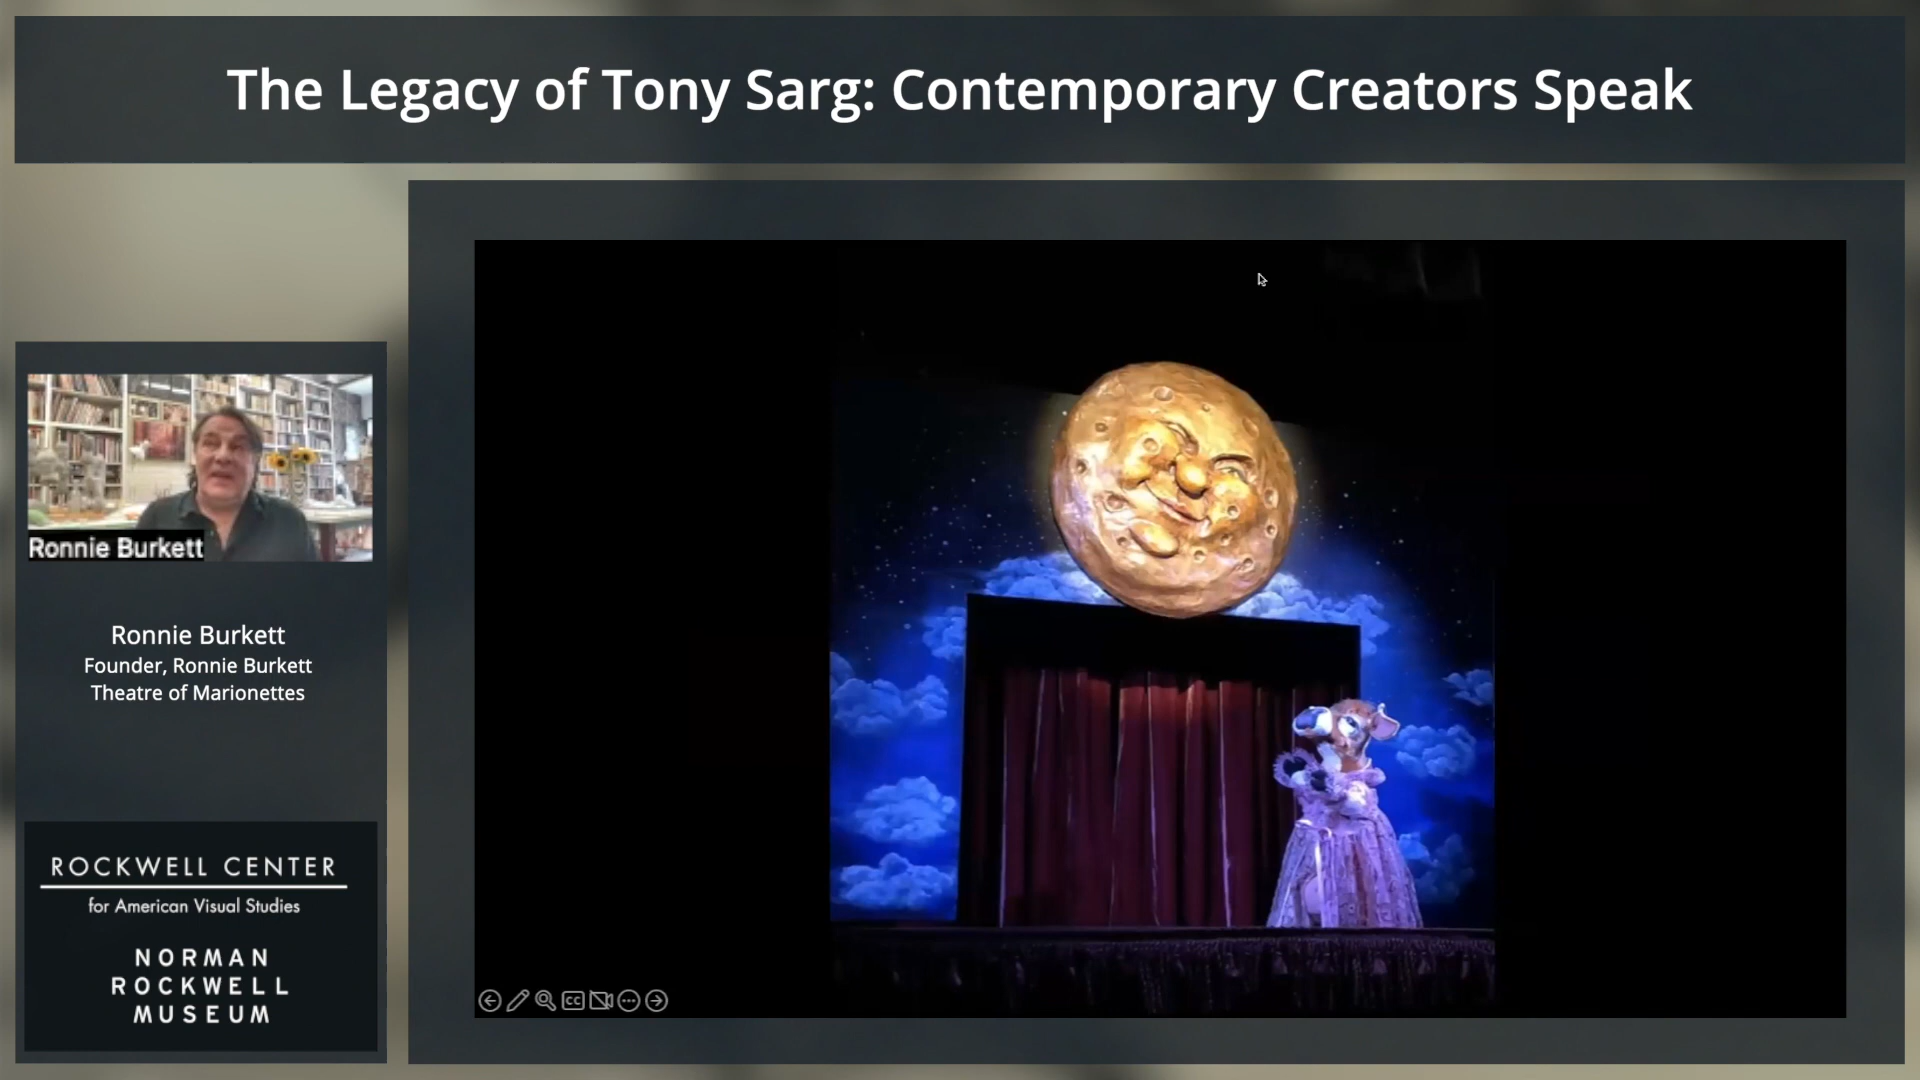 The Legacy of Tony Sarg: Contemporary Creators Speak
Ronnie Burkett
Ronnie Burkett
Founder, Ronnie Burkett
Theatre of Marionettes
ROCKWELL CENTER
for American Visual Studies
NORMAN
ROCKWELL
MUSEUM
CC